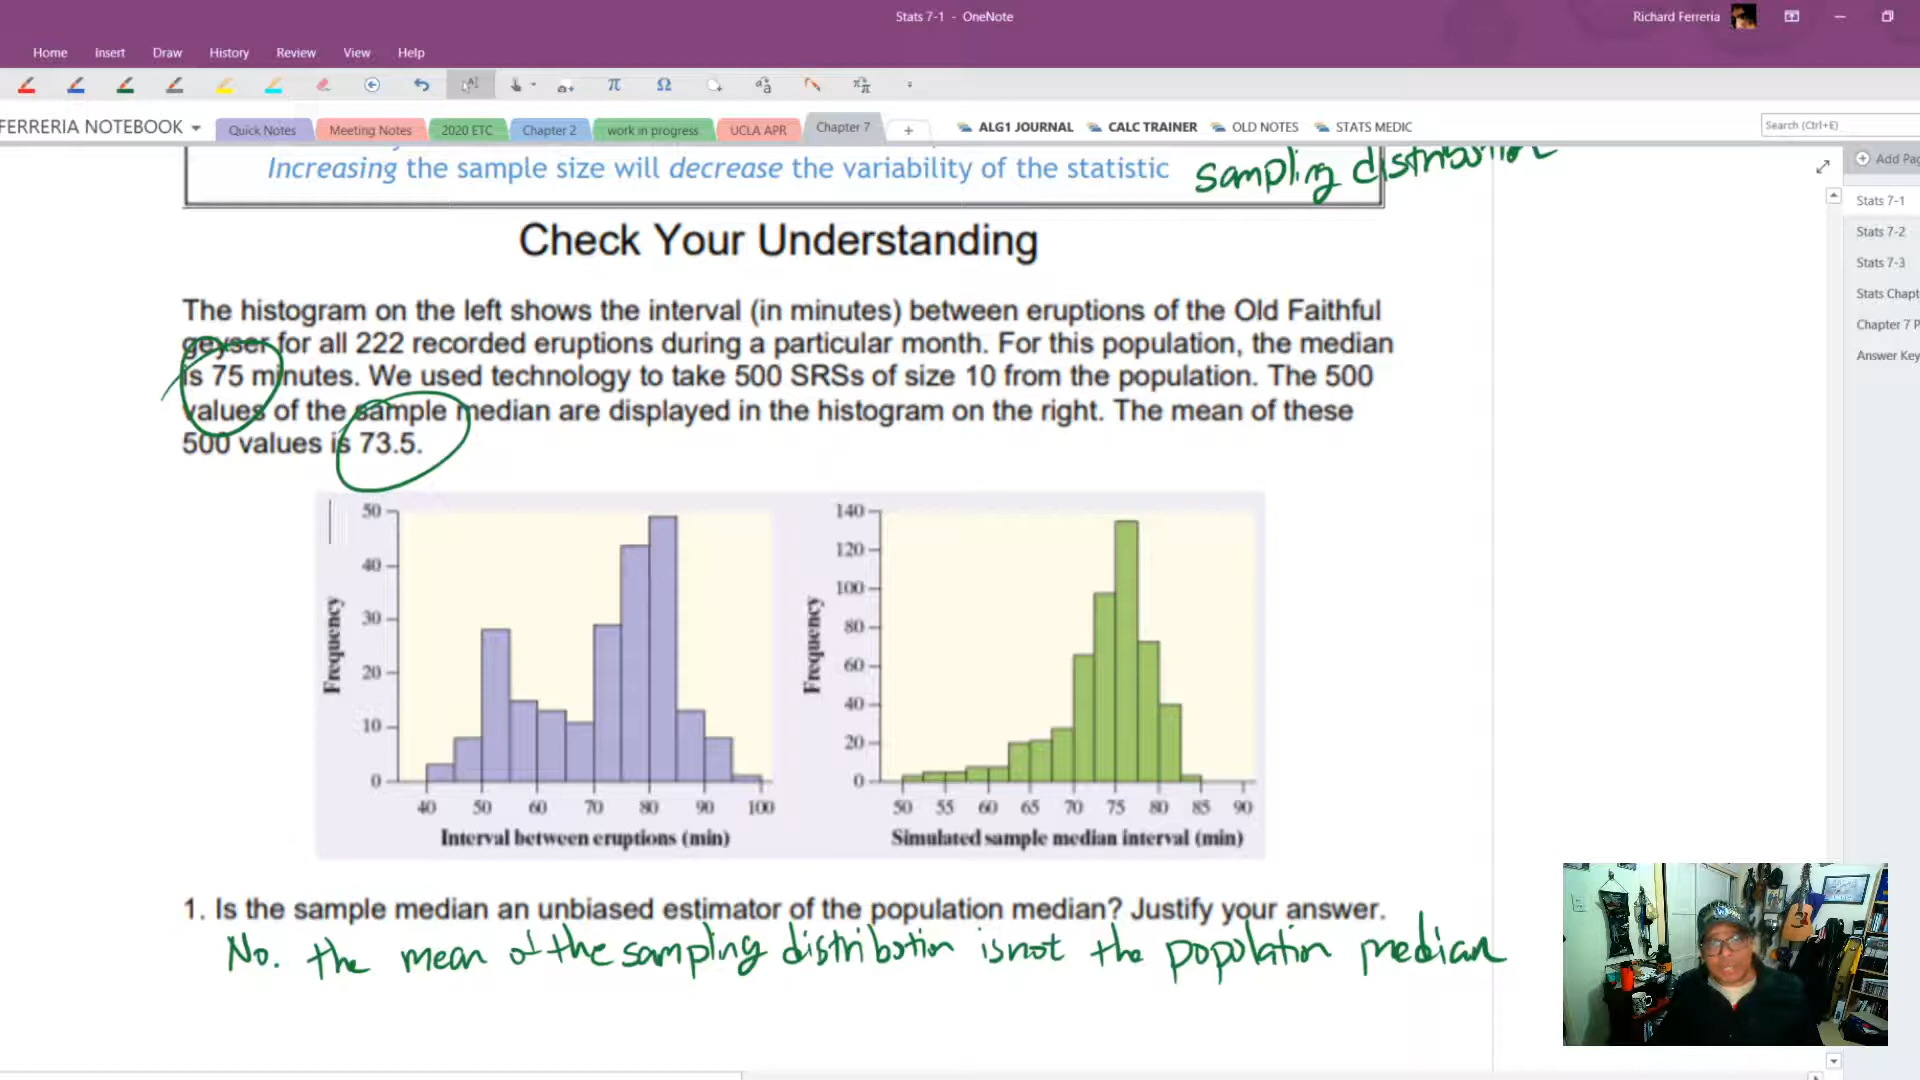 Stats 7-1 - OneNote
Richard Ferreria
Home Insert Draw History Review View Help
FERRERIA NOTEBOOK
Quick Notes Meeting Notes 2020 ETC Chapter 2 work in progress UCLA APR Chapter 7 +
ALG1 JOURNAL CALC TRAINER OLD NOTES STATS MEDIC
Search (Ctrl+E)
Add Pag
Stats 7-1
Stats 7-2
Stats 7-3
Stats Chapt
Chapter 7 P
Answer Key
Increasing the sample size will decrease the variability of the statistic
sampling distribution
Check Your Understanding
The histogram on the left shows the interval (in minutes) between eruptions of the Old Faithful
geyser for all 222 recorded eruptions during a particular month. For this population, the median
is 75 minutes. We used technology to take 500 SRSs of size 10 from the population. The 500
values of the sample median are displayed in the histogram on the right. The mean of these
500 values is 73.5.
Frequency
50
40
30
20
10
0
40 50 60 70 80 90 100
Interval between eruptions (min)
Frequency
140
120
100
80
60
40
20
0
50 55 60 65 70 75 80 85 90
Simulated sample median interval (min)
1. Is the sample median an unbiased estimator of the population median? Justify your answer.
No. the mean of the sampling distribution is not the population median